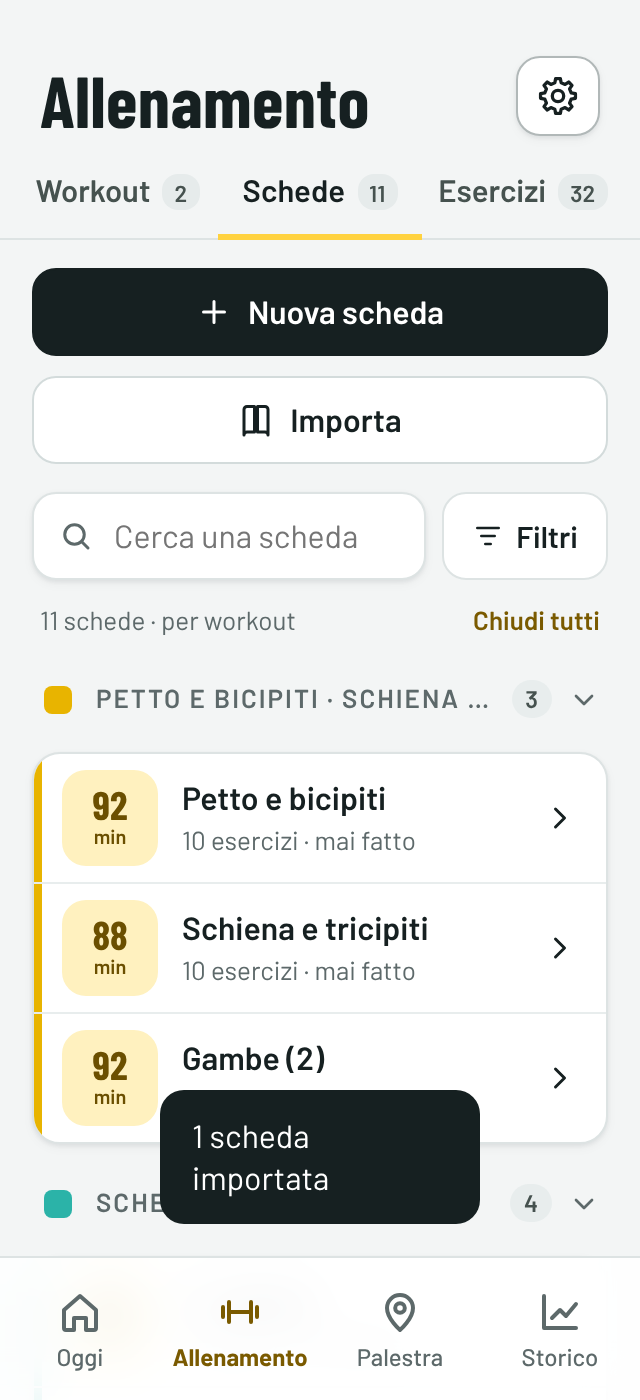 Allenamento
Workout 2 Schede 11 Esercizi 32
+ Nuova scheda
Importa
Cerca una scheda Filtri
11 schede · per workout Chiudi tutti
PETTO E BICIPITI · SCHIENA ... 3
92 min
Petto e bicipiti
10 esercizi · mai fatto
88 min
Schiena e tricipiti
10 esercizi · mai fatto
92 min
Gambe (2)
1 scheda
importata
4
Oggi Allenamento Palestra Storico